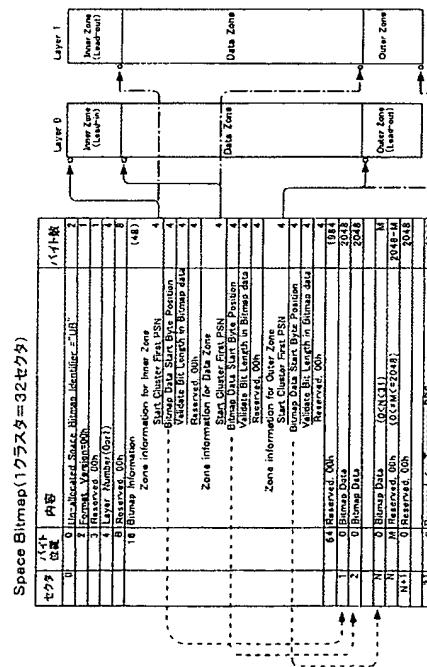 Space Bitmap(1クラスタ=32セクタ)
セクタ バイト位置 内容 バイト数
0 0 Unallocated Space Bitmap Identifier ="UB" 2
2 Format Version=00h 1
3 Reserved, 00h 1
4 Layer Number(0or1) 4
8 Reserved, 00h 8
16 Bitmap Information (48)
Zone information for Inner Zone
Start Cluster First PSN 4
Bitmap Data Start Byte Position 4
Validate Bit Length in Bitmap data 4
Reserved, 00h 4
Zone information for Data Zone
Start Cluster First PSN 4
Bitmap Data Start Byte Position 4
Validate Bit Length in Bitmap data 4
Reserved, 00h 4
Zone information for Outer Zone
Start Cluster First PSN 4
Bitmap Data Start Byte Position 4
Validate Bit Length in Bitmap data 4
Reserved, 00h 4
64 Reserved, 00h 1984
1 0 Bitmap Data 2048
2 0 Bitmap Data 2048
N 0 Bitmap Data (0<N<31) M
N M Reserved, 00h (0<M<=2048) 2048-M
N+1 0 Reserved, 00h 2048
Layer 0
Inner Zone
(Lead-in)
Data Zone
Outer Zone
(Lead-out)
Layer 1
Inner Zone
(Lead-out)
Data Zone
Outer Zone